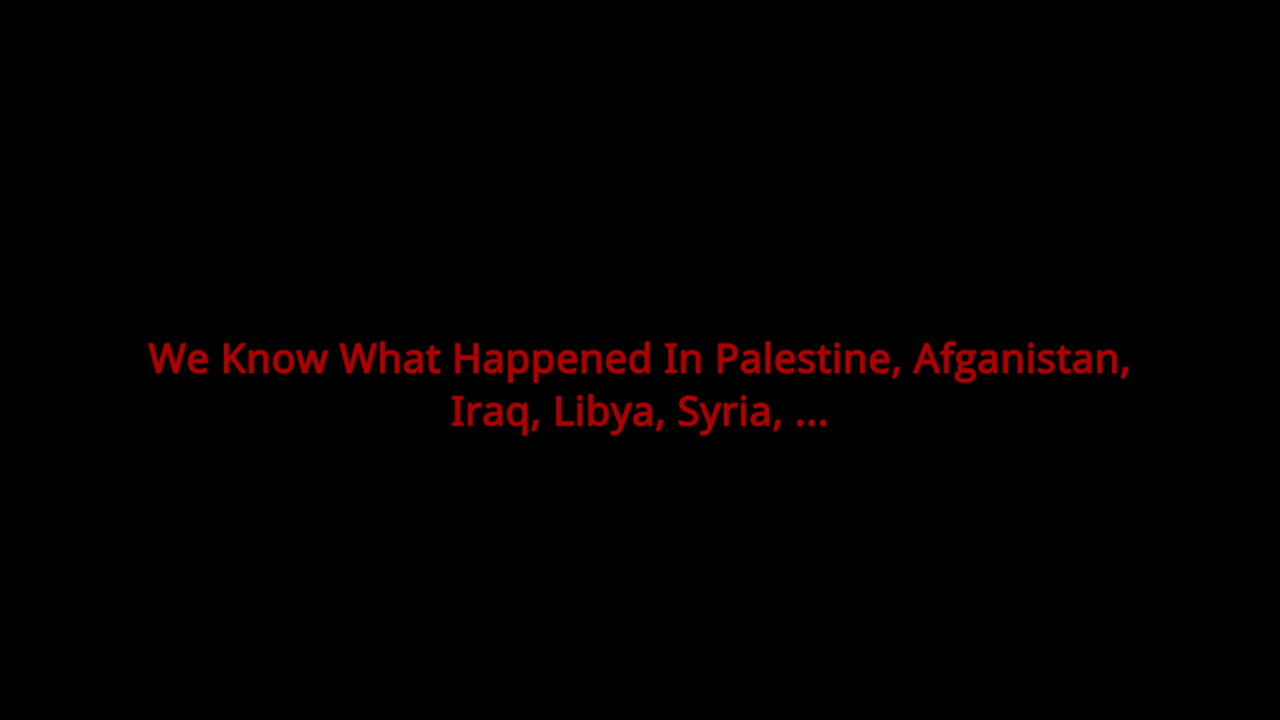 We Know What Happened In Palestine, Afganistan,
Iraq, Libya, Syria, ...